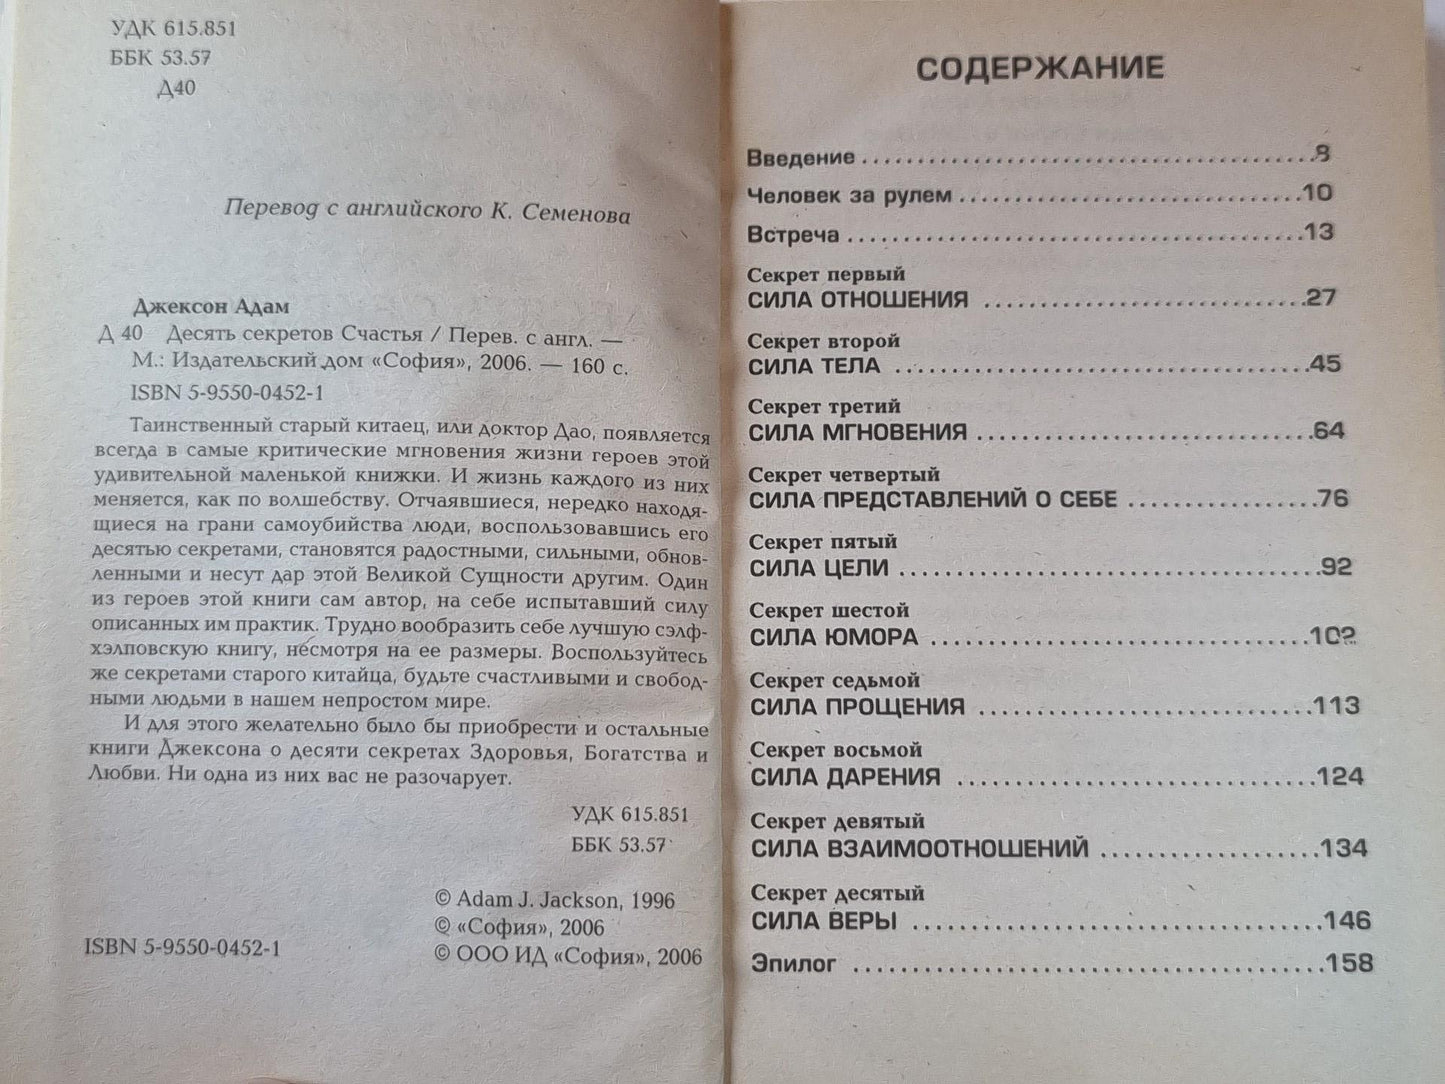 УДК 615.851
ББК 53.57
Д40
Перевод с английского К. Семенова
Джексон Адам
Д 40 Десять секретов Счастья / Перев. с англ. —
М.: Издательский дом «София», 2006. — 160 с.
ISBN 5-9550-0452-1
Таинственный старый китаец, или доктор Дао, появляется
всегда в самые критические мгновения жизни героев этой
удивительной маленькой книжки. И жизнь каждого из них
меняется, как по волшебству. Отчаявшиеся, нередко находя-
щиеся на грани самоубийства люди, воспользовавшись его
десятью секретами, становятся радостными, сильными, обнов-
ленными и несут дар этой Великой Сущности другим. Один
из героев этой книги сам автор, на себе испытавший силу
описанных им практик. Трудно вообразить себе лучшую сэлф-
хэлповскую книгу, несмотря на ее размеры. Воспользуйтесь
же секретами старого китайца, будьте счастливыми и свобод-
ными людьми в нашем непростом мире.
И для этого желательно было бы приобрести и остальные
книги Джексона о десяти секретах Здоровья, Богатства и
Любви. Ни одна из них вас не разочарует.
УДК 615.851
ББК 53.57
© Adam J. Jackson, 1996
© «София», 2006
ISBN 5-9550-0452-1 © ООО ИД «София», 2006
СОДЕРЖАНИЕ
Введение ........................................ 8
Человек за рулем ................................ 10
Встреча ......................................... 13
Секрет первый
СИЛА ОТНОШЕНИЯ ............................. 27
Секрет второй
СИЛА ТЕЛА ..................................... 45
Секрет третий
СИЛА МГНОВЕНИЯ .............................. 64
Секрет четвертый
СИЛА ПРЕДСТАВЛЕНИЙ О СЕБЕ ................. 76
Секрет пятый
СИЛА ЦЕЛИ ..................................... 92
Секрет шестой
СИЛА ЮМОРА .................................. 102
Секрет седьмой
СИЛА ПРОЩЕНИЯ .............................. 113
Секрет восьмой
СИЛА ДАРЕНИЯ ................................ 124
Секрет девятый
СИЛА ВЗАИМООТНОШЕНИЙ .................... 134
Секрет десятый
СИЛА ВЕРЫ .................................... 146
Эпилог ......................................... 158